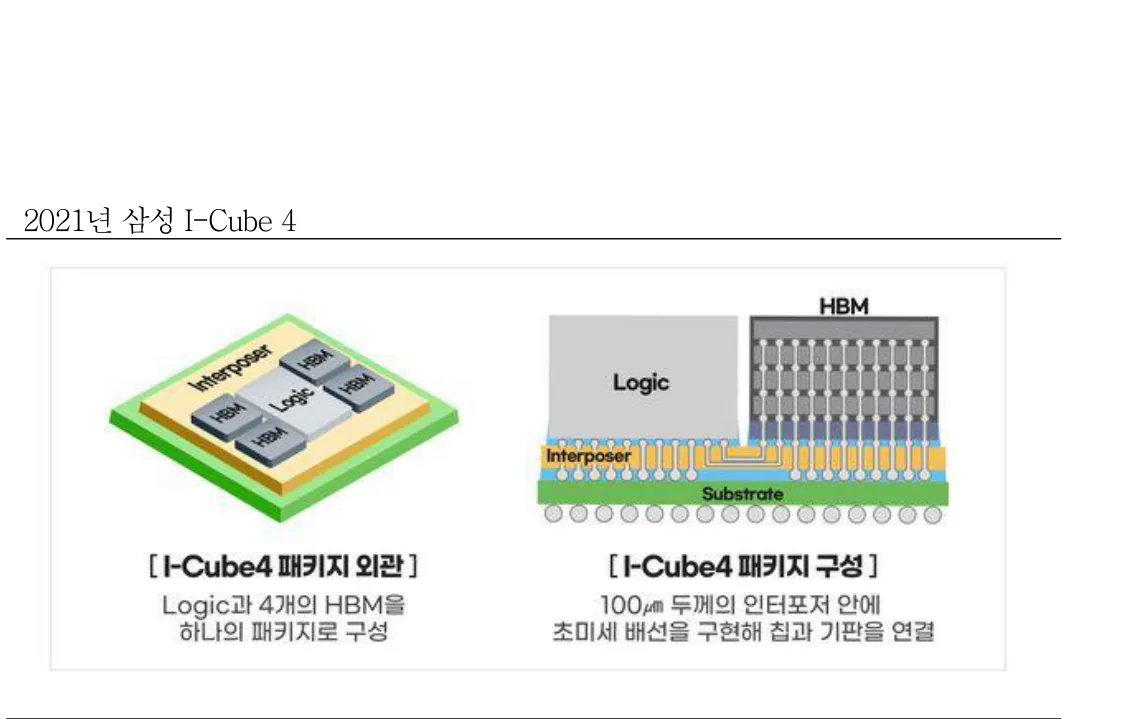 2021년 삼성 I-Cube 4
Interposer
HBM
HBM
Logic
HBM
HBM
HBM
Logic
Interposer
Substrate
[ I-Cube4 패키지 외관 ]
Logic과 4개의 HBM을
하나의 패키지로 구성
[ I-Cube4 패키지 구성 ]
100㎛ 두께의 인터포저 안에
초미세 배선을 구현해 칩과 기판을 연결